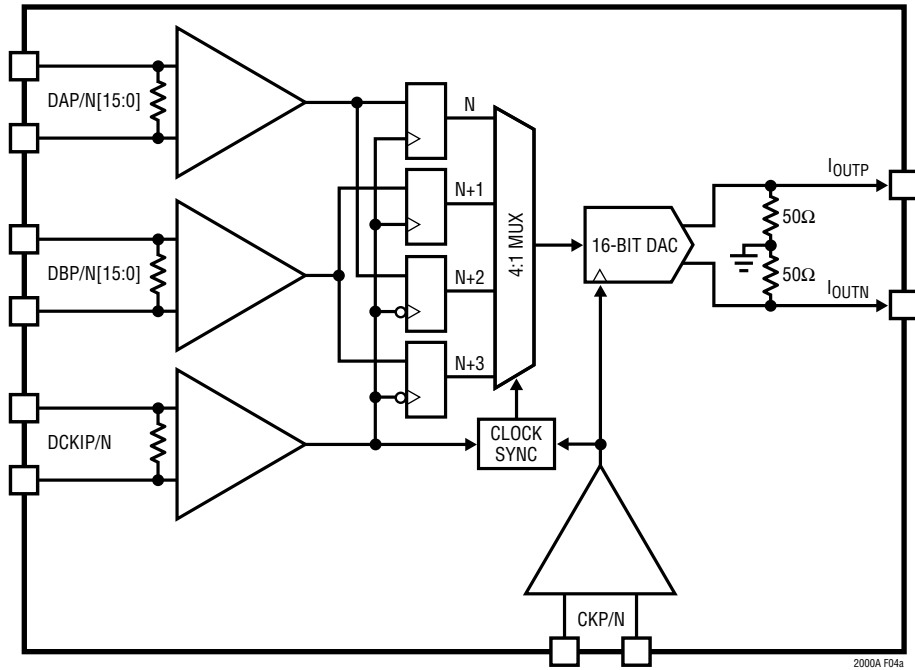 DAP/N[15:0]
DBP/N[15:0]
DCKIP/N
N
N+1
N+2
N+3
4:1 MUX
CLOCK
SYNC
16-BIT DAC
CKP/N
IOUTP
50Ω
50Ω
IOUTN
2000A F04a